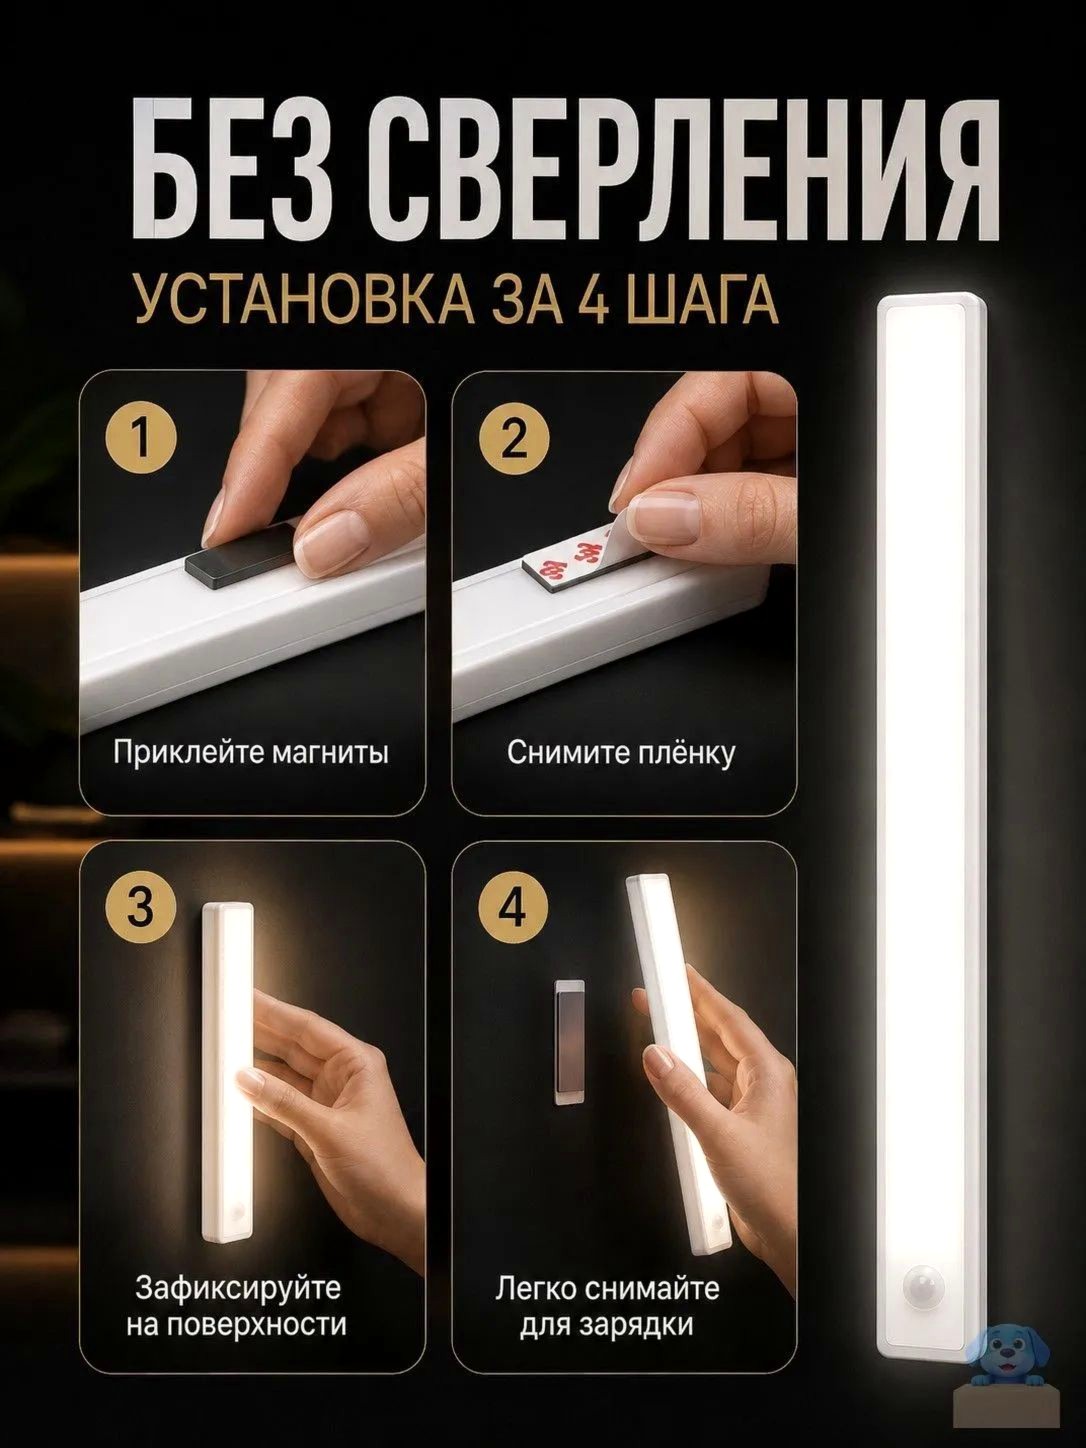 БЕЗ СВЕРЛЕНИЯ
УСТАНОВКА ЗА 4 ШАГА
1
Приклейте магниты
2
Снимите плёнку
3
Зафиксируйте
на поверхности
4
Легко снимайте
для зарядки